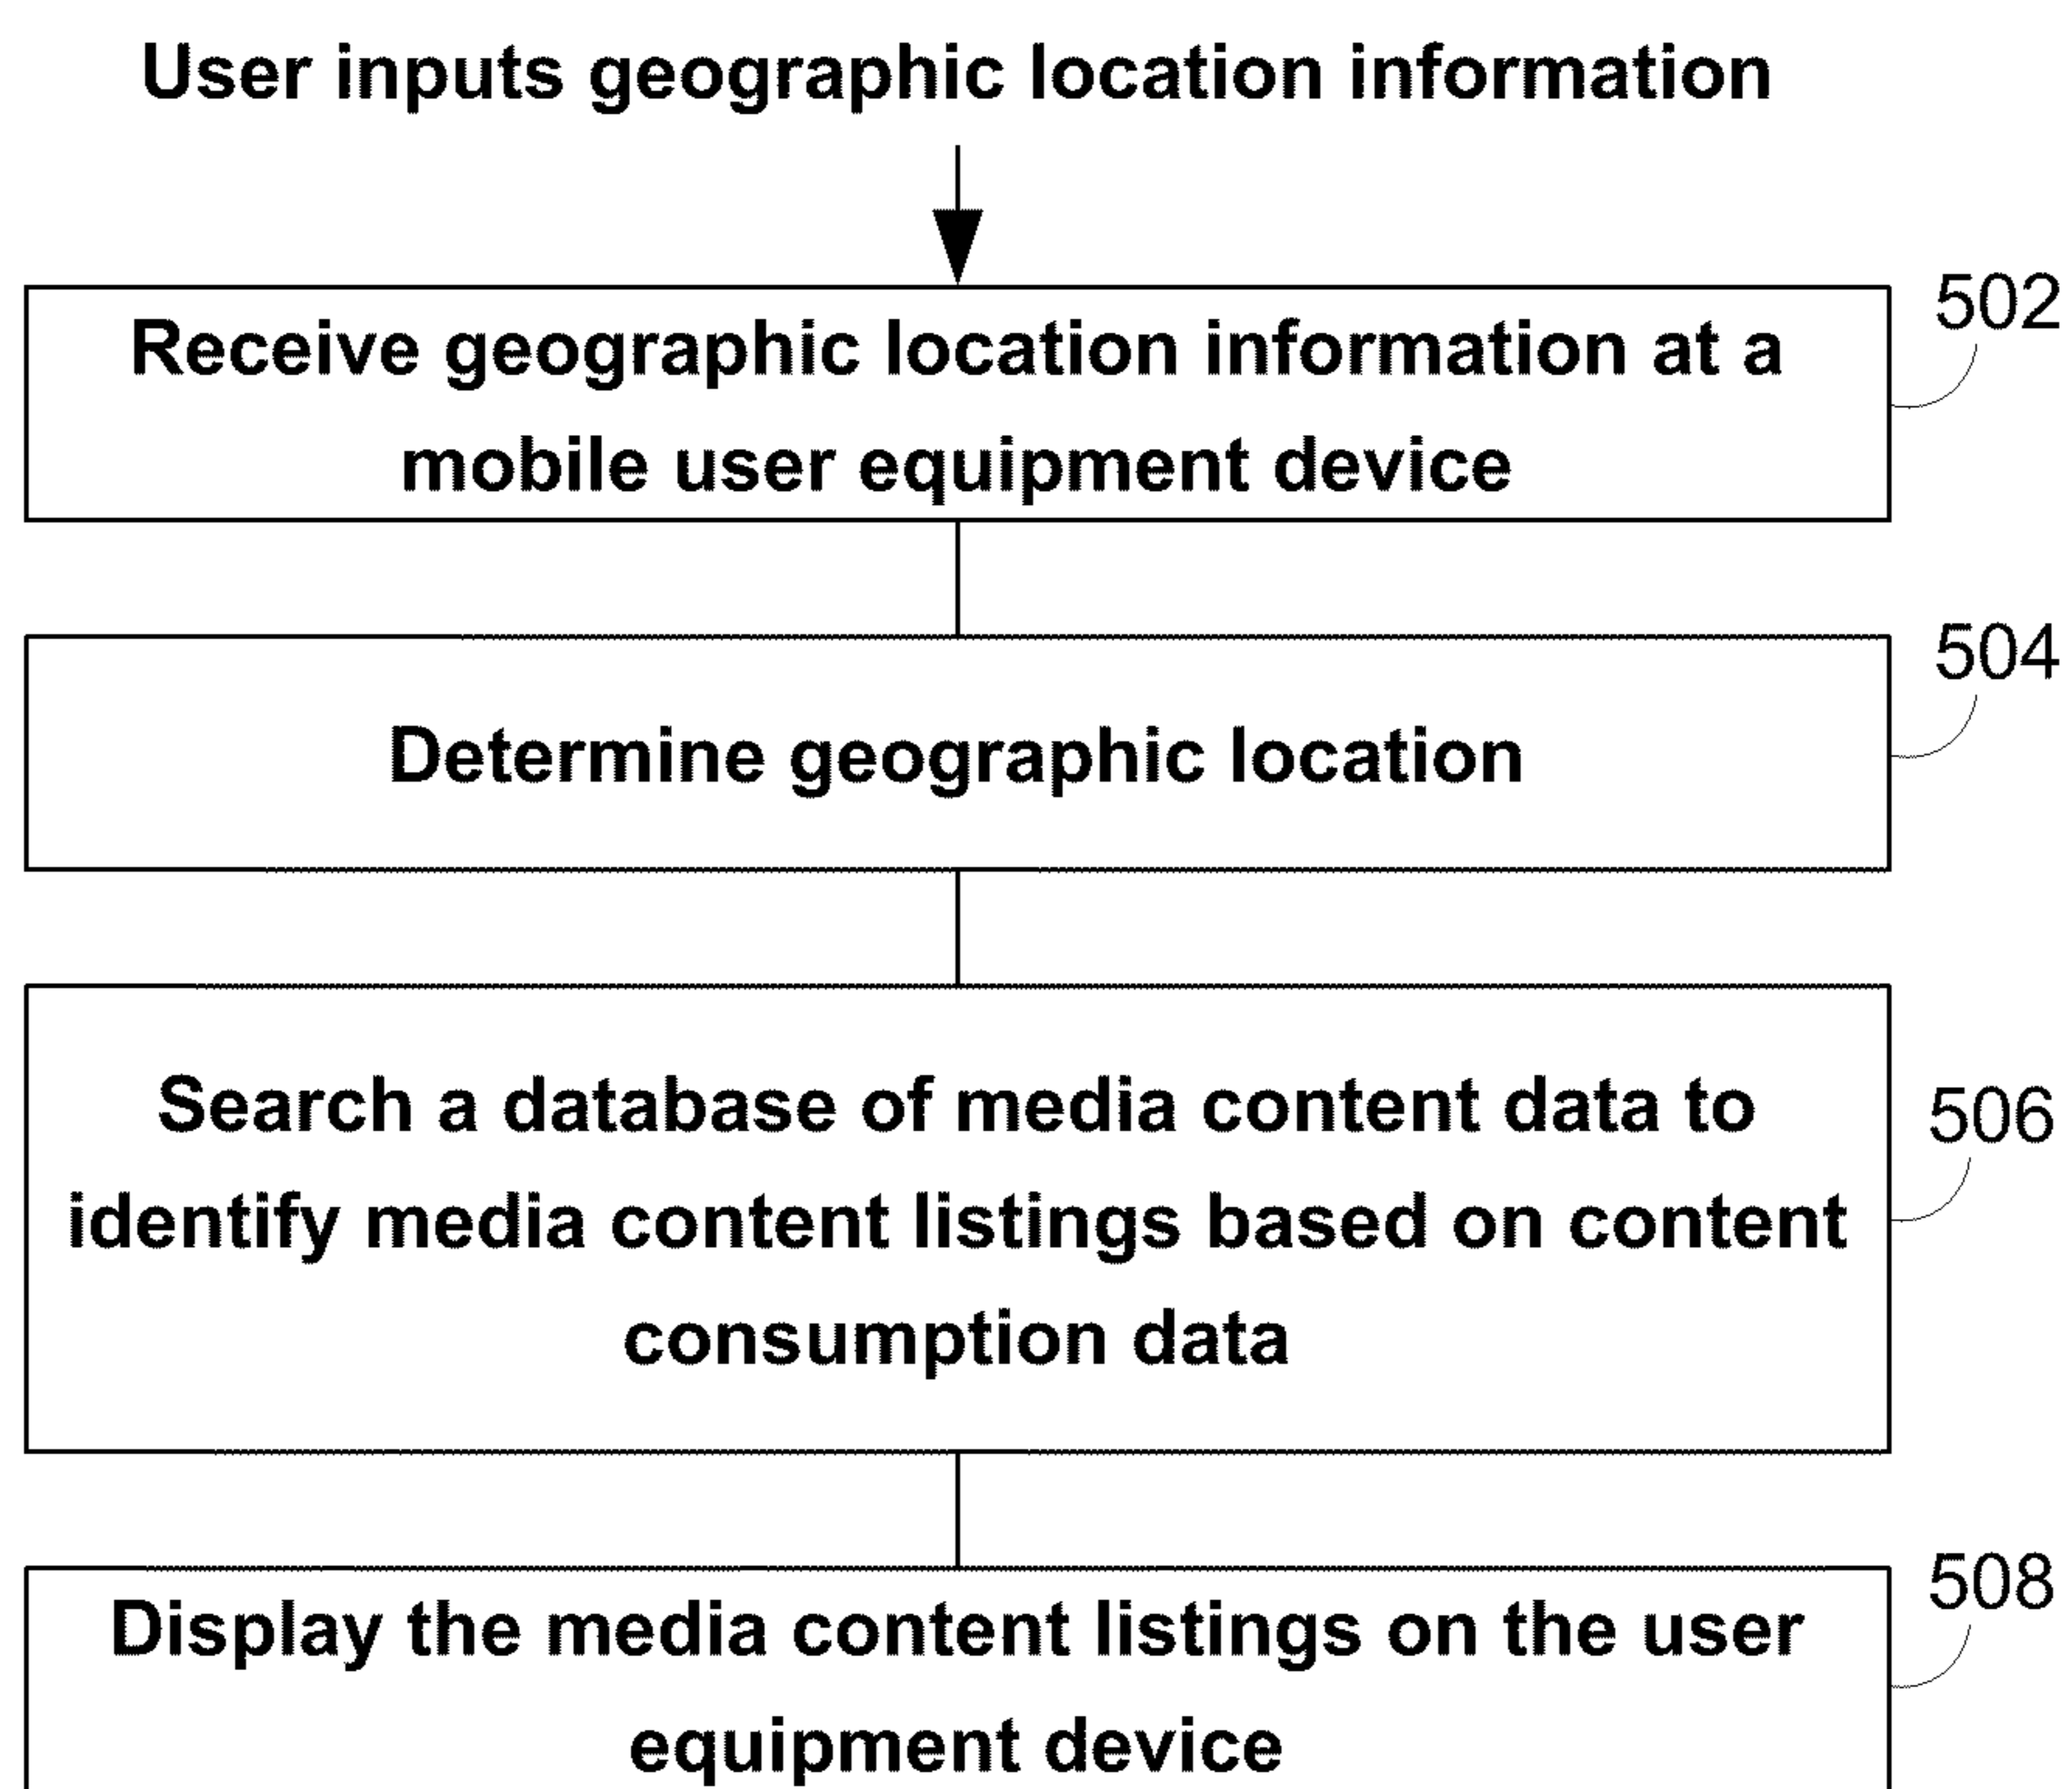 User inputs geographic location information
502
Receive geographic location information at a
mobile user equipment device
504
Determine geographic location
506
Search a database of media content data to
identify media content listings based on content
consumption data
508
Display the media content listings on the user
equipment device